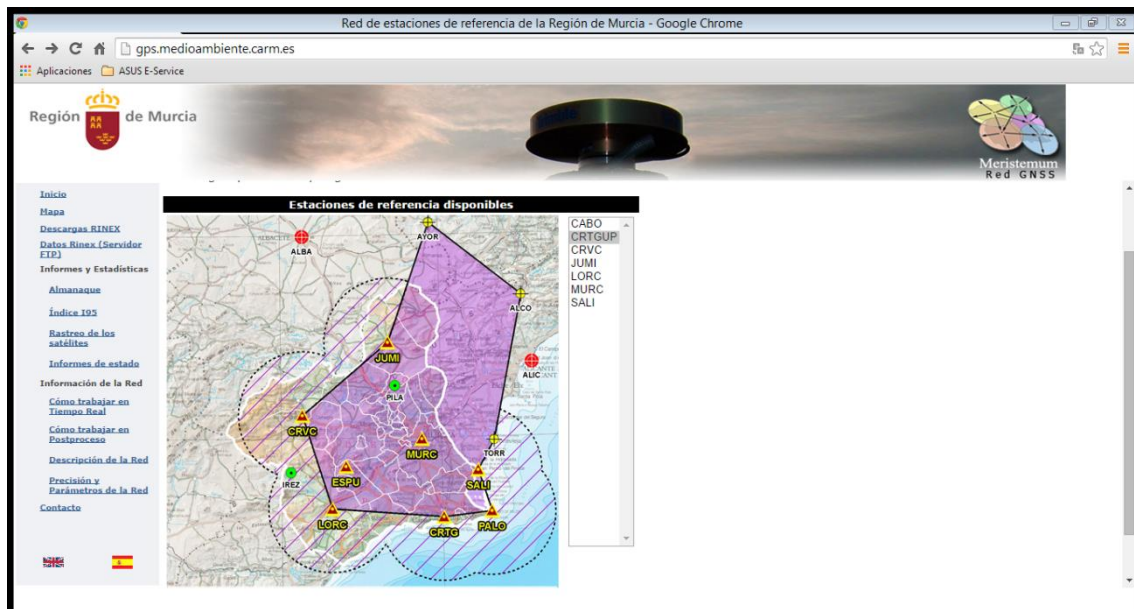 Red de estaciones de referencia de la Región de Murcia - Google Chrome
gps.medioambiente.carm.es
Aplicaciones
ASUS E-Service
Región de Murcia
Meristemum
Red GNSS
Inicio
Mapa
Descargas RINEX
Datos Rinex (Servidor
FTP)
Informes y Estadísticas
Almanaque
Índice I95
Rastreo de los
satélites
Informes de estado
Información de la Red
Cómo trabajar en
Tiempo Real
Cómo trabajar en
Postproceso
Descripción de la Red
Precisión y
Parámetros de la Red
Contacto
Estaciones de referencia disponibles
ALBACETE
AYOR
ALBA
ALCO
JUMI
ALIC
PILA
CRVC
MURC
TORR
ESPU
IREZ
SALI
LORC
CRTG
PALO
CABO
CRTGUP
CRVC
JUMI
LORC
MURC
SALI